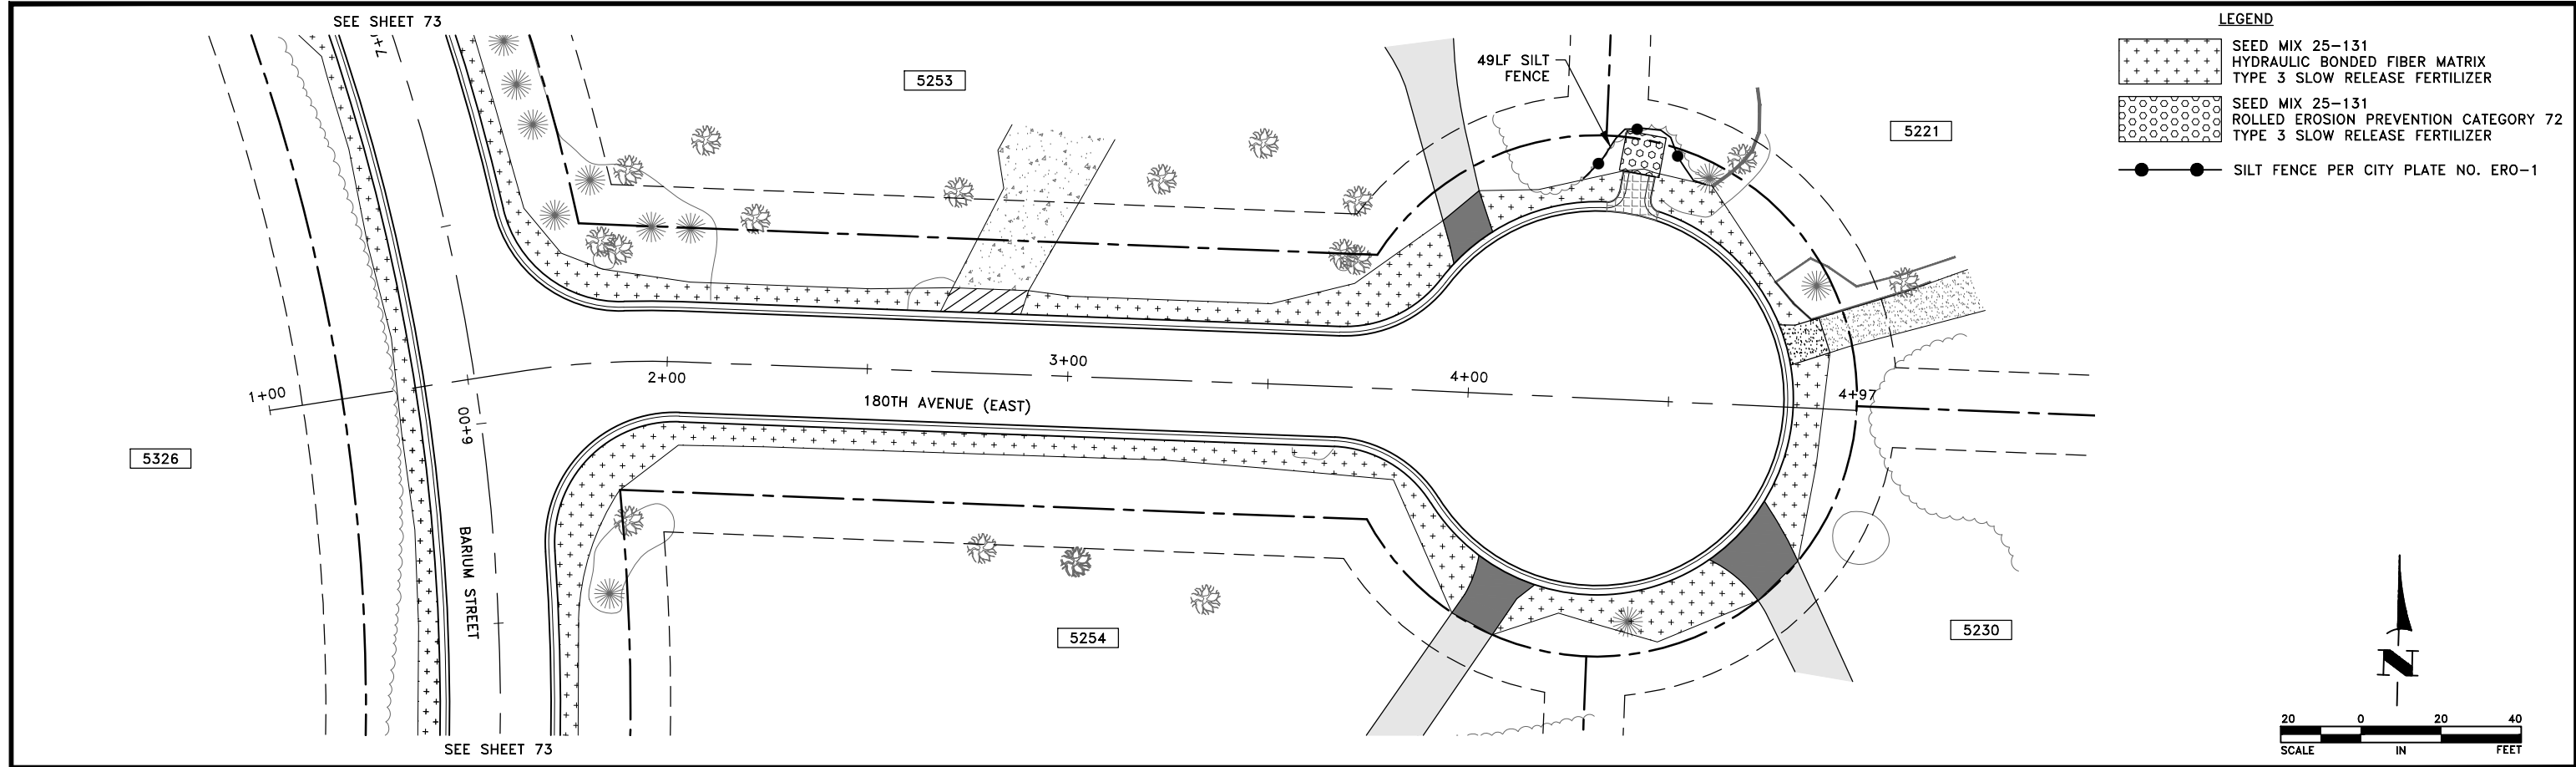 SEE SHEET 73
7+
49LF SILT
FENCE
5253
5221
1+00
2+00
3+00
4+00
4+97
180TH AVENUE (EAST)
6+00
BARIUM STREET
5326
5254
5230
SEE SHEET 73
LEGEND
SEED MIX 25-131
HYDRAULIC BONDED FIBER MATRIX
TYPE 3 SLOW RELEASE FERTILIZER
SEED MIX 25-131
ROLLED EROSION PREVENTION CATEGORY 72
TYPE 3 SLOW RELEASE FERTILIZER
SILT FENCE PER CITY PLATE NO. ERO-1
N
20 0 20 40
SCALE IN FEET